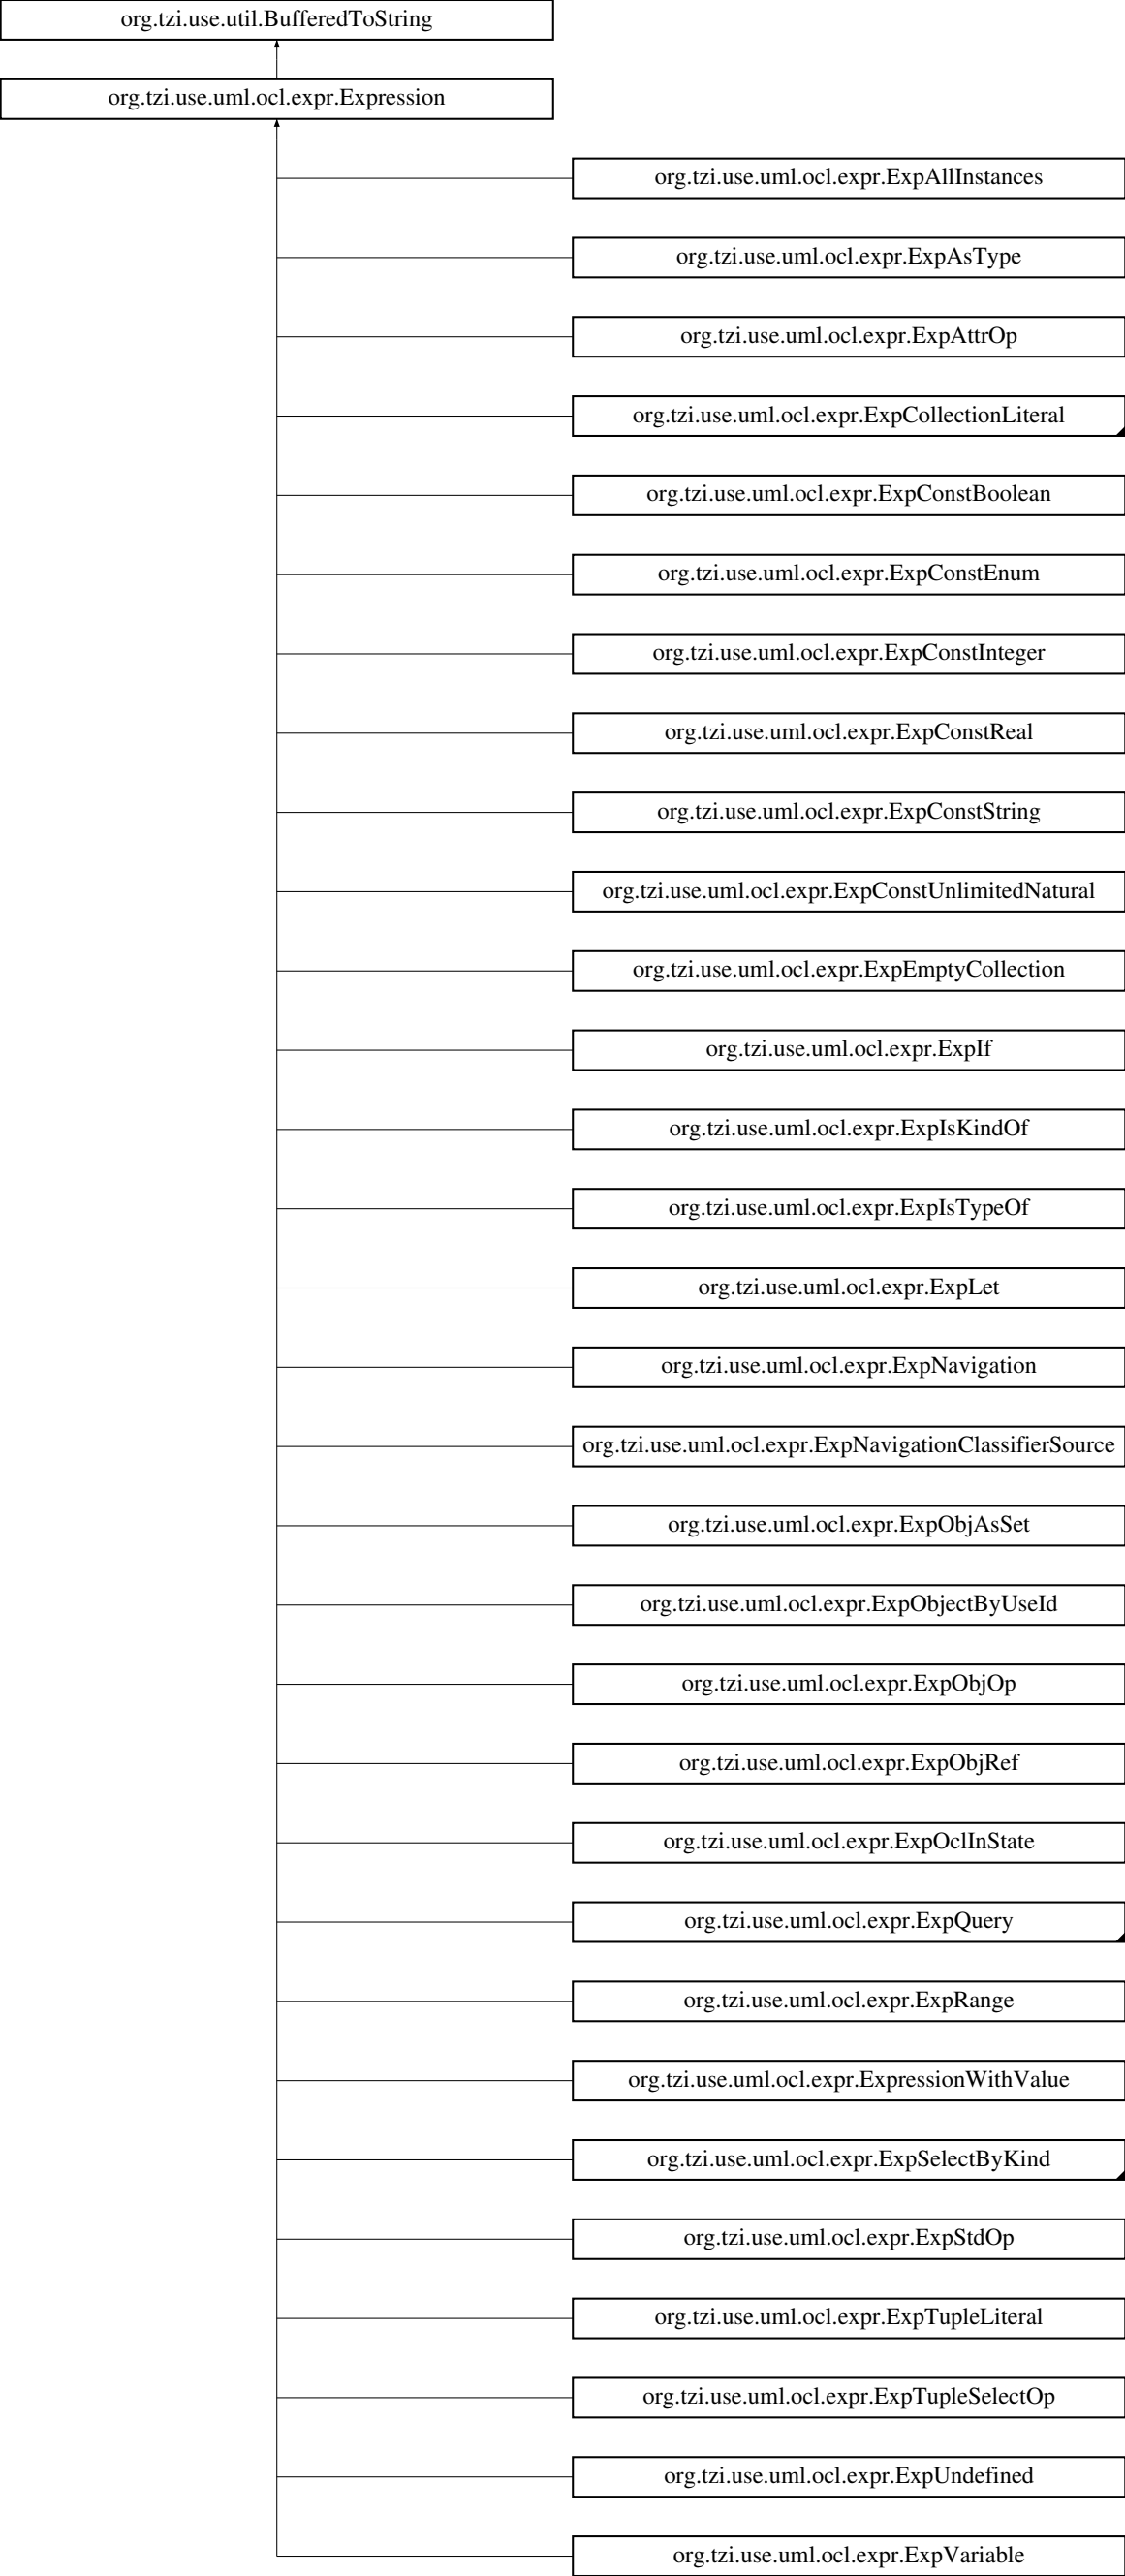 org.tzi.use.util.BufferedToString
org.tzi.use.uml.ocl.expr.Expression
org.tzi.use.uml.ocl.expr.ExpAllInstances
org.tzi.use.uml.ocl.expr.ExpAsType
org.tzi.use.uml.ocl.expr.ExpAttrOp
org.tzi.use.uml.ocl.expr.ExpCollectionLiteral
org.tzi.use.uml.ocl.expr.ExpConstBoolean
org.tzi.use.uml.ocl.expr.ExpConstEnum
org.tzi.use.uml.ocl.expr.ExpConstInteger
org.tzi.use.uml.ocl.expr.ExpConstReal
org.tzi.use.uml.ocl.expr.ExpConstString
org.tzi.use.uml.ocl.expr.ExpConstUnlimitedNatural
org.tzi.use.uml.ocl.expr.ExpEmptyCollection
org.tzi.use.uml.ocl.expr.ExpIf
org.tzi.use.uml.ocl.expr.ExpIsKindOf
org.tzi.use.uml.ocl.expr.ExpIsTypeOf
org.tzi.use.uml.ocl.expr.ExpLet
org.tzi.use.uml.ocl.expr.ExpNavigation
org.tzi.use.uml.ocl.expr.ExpNavigationClassifierSource
org.tzi.use.uml.ocl.expr.ExpObjAsSet
org.tzi.use.uml.ocl.expr.ExpObjectByUseId
org.tzi.use.uml.ocl.expr.ExpObjOp
org.tzi.use.uml.ocl.expr.ExpObjRef
org.tzi.use.uml.ocl.expr.ExpOclInState
org.tzi.use.uml.ocl.expr.ExpQuery
org.tzi.use.uml.ocl.expr.ExpRange
org.tzi.use.uml.ocl.expr.ExpressionWithValue
org.tzi.use.uml.ocl.expr.ExpSelectByKind
org.tzi.use.uml.ocl.expr.ExpStdOp
org.tzi.use.uml.ocl.expr.ExpTupleLiteral
org.tzi.use.uml.ocl.expr.ExpTupleSelectOp
org.tzi.use.uml.ocl.expr.ExpUndefined
org.tzi.use.uml.ocl.expr.ExpVariable